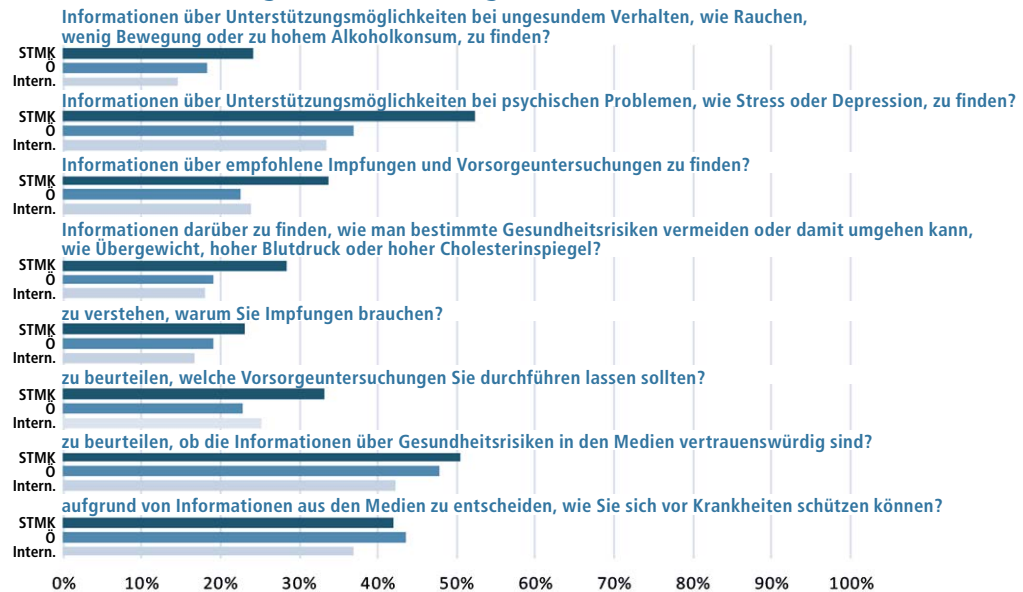 Informationen über Unterstützungsmöglichkeiten bei ungesundem Verhalten, wie Rauchen,
wenig Bewegung oder zu hohem Alkoholkonsum, zu finden?
STMK
Ö
Intern.
Informationen über Unterstützungsmöglichkeiten bei psychischen Problemen, wie Stress oder Depression, zu finden?
STMK
Ö
Intern.
Informationen über empfohlene Impfungen und Vorsorgeuntersuchungen zu finden?
STMK
Ö
Intern.
Informationen darüber zu finden, wie man bestimmte Gesundheitsrisiken vermeiden oder damit umgehen kann,
wie Übergewicht, hoher Blutdruck oder hoher Cholesterinspiegel?
STMK
Ö
Intern.
zu verstehen, warum Sie Impfungen brauchen?
STMK
Ö
Intern.
zu beurteilen, welche Vorsorgeuntersuchungen Sie durchführen lassen sollten?
STMK
Ö
Intern.
zu beurteilen, ob die Informationen über Gesundheitsrisiken in den Medien vertrauenswürdig sind?
STMK
Ö
Intern.
aufgrund von Informationen aus den Medien zu entscheiden, wie Sie sich vor Krankheiten schützen können?
STMK
Ö
Intern.
0% 10% 20% 30% 40% 50% 60% 70% 80% 90% 100%